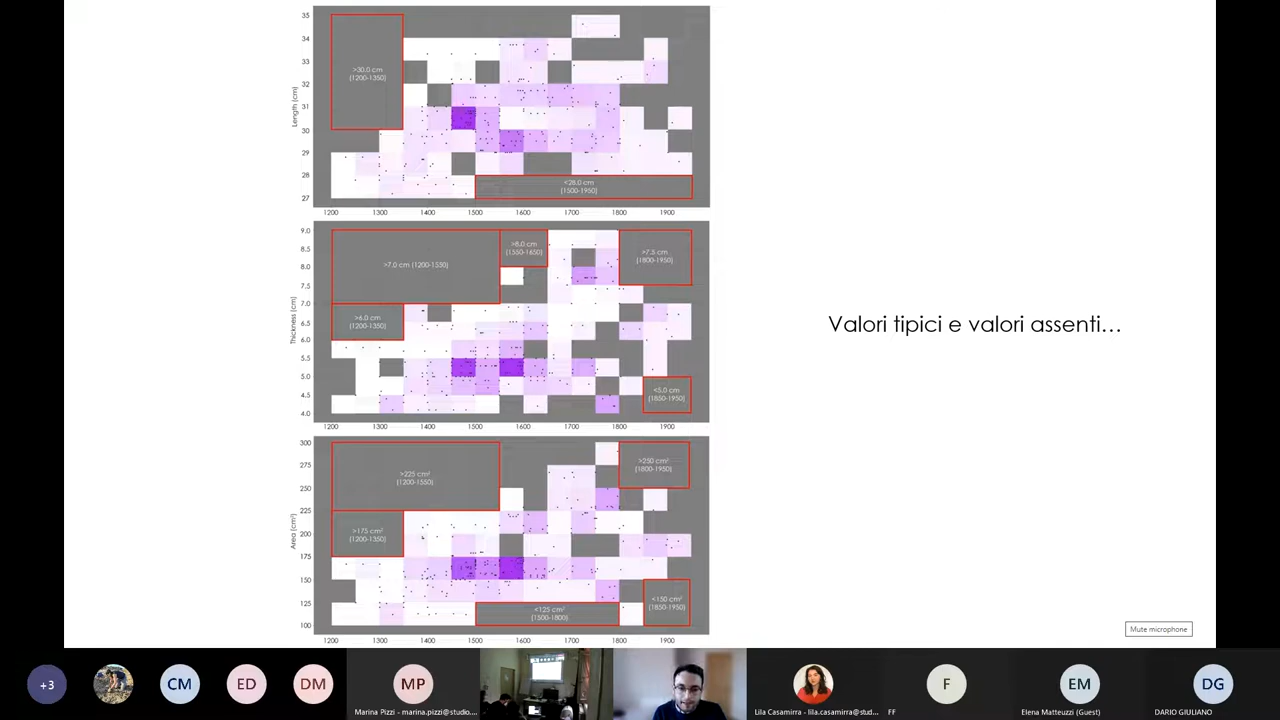 35
34
33
32
31
30
29
28
27
Length (cm)
>30.0 cm
(1200-1350)
<28.0 cm
(1500-1950)
1200 1300 1400 1500 1600 1700 1800 1900
9.0
8.5
8.0
7.5
7.0
6.5
6.0
5.5
5.0
4.5
4.0
Thickness (cm)
>7.0 cm (1200-1550)
>8.0 cm
(1550-1650)
>7.5 cm
(1800-1950)
>6.0 cm
(1200-1350)
<5.0 cm
(1850-1950)
1200 1300 1400 1500 1600 1700 1800 1900
300
275
250
225
200
175
150
125
100
Area (cm²)
>225 cm²
(1200-1550)
>250 cm²
(1800-1950)
>175 cm²
(1200-1350)
<125 cm²
(1500-1800)
<150 cm²
(1850-1950)
1200 1300 1400 1500 1600 1700 1800 1900
Valori tipici e valori assenti...
Mute microphone
+3
CM
ED
DM
MP
F
EM
DG
Marina Pizzi - marina.pizzi@studio....
Lila Casamirra - lila.casamirra@stud...
FF
Elena Matteuzzi (Guest)
DARIO GIULIANO